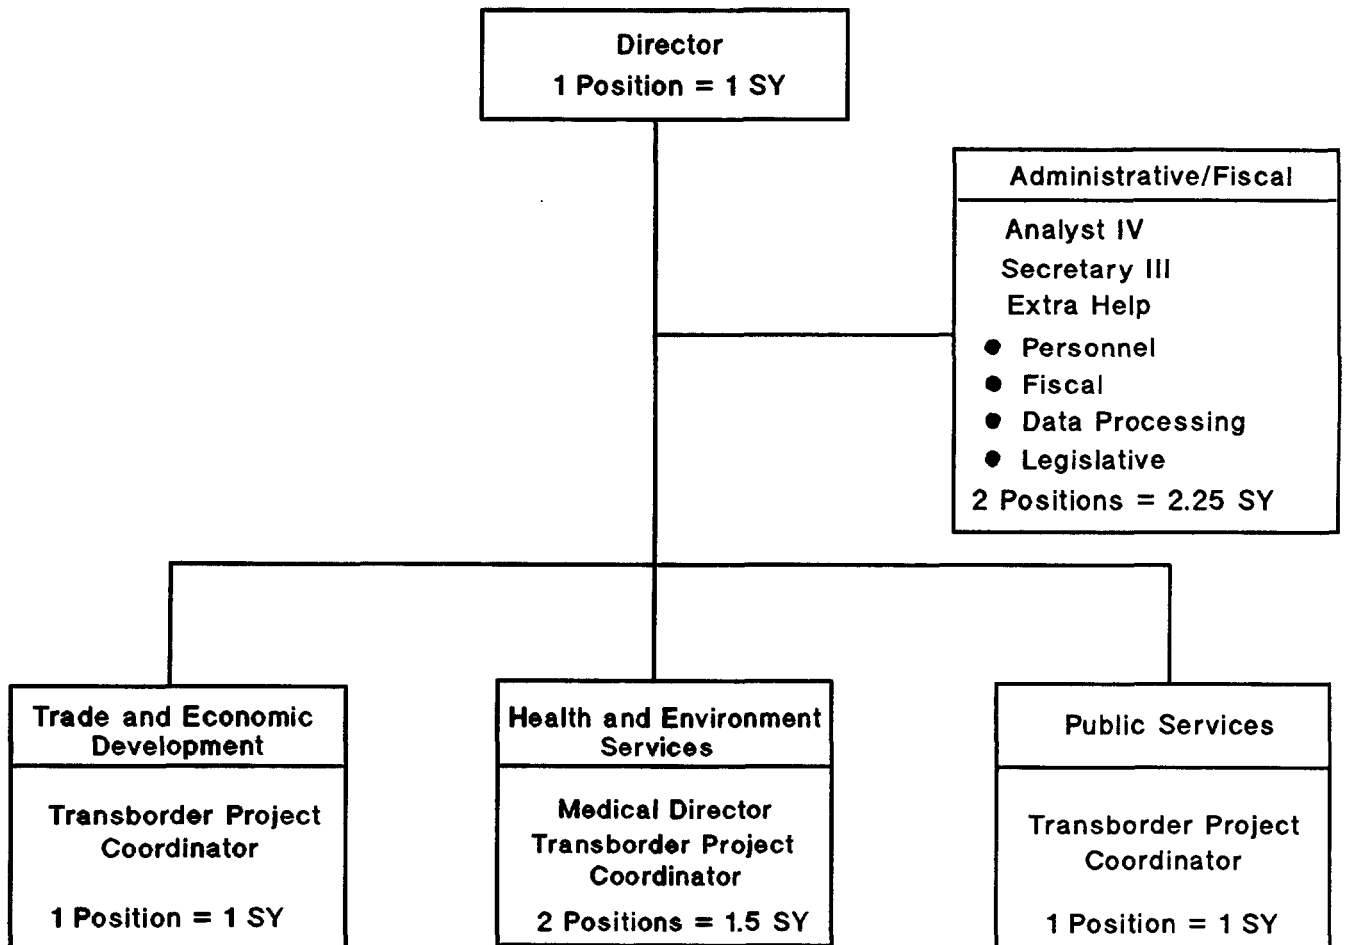 Director
1 Position = 1 SY
Administrative/Fiscal
Analyst IV
Secretary III
Extra Help
● Personnel
● Fiscal
● Data Processing
● Legislative
2 Positions = 2.25 SY
Trade and Economic
Development
Transborder Project
Coordinator
1 Position = 1 SY
Health and Environment
Services
Medical Director
Transborder Project
Coordinator
2 Positions = 1.5 SY
Public Services
Transborder Project
Coordinator
1 Position = 1 SY